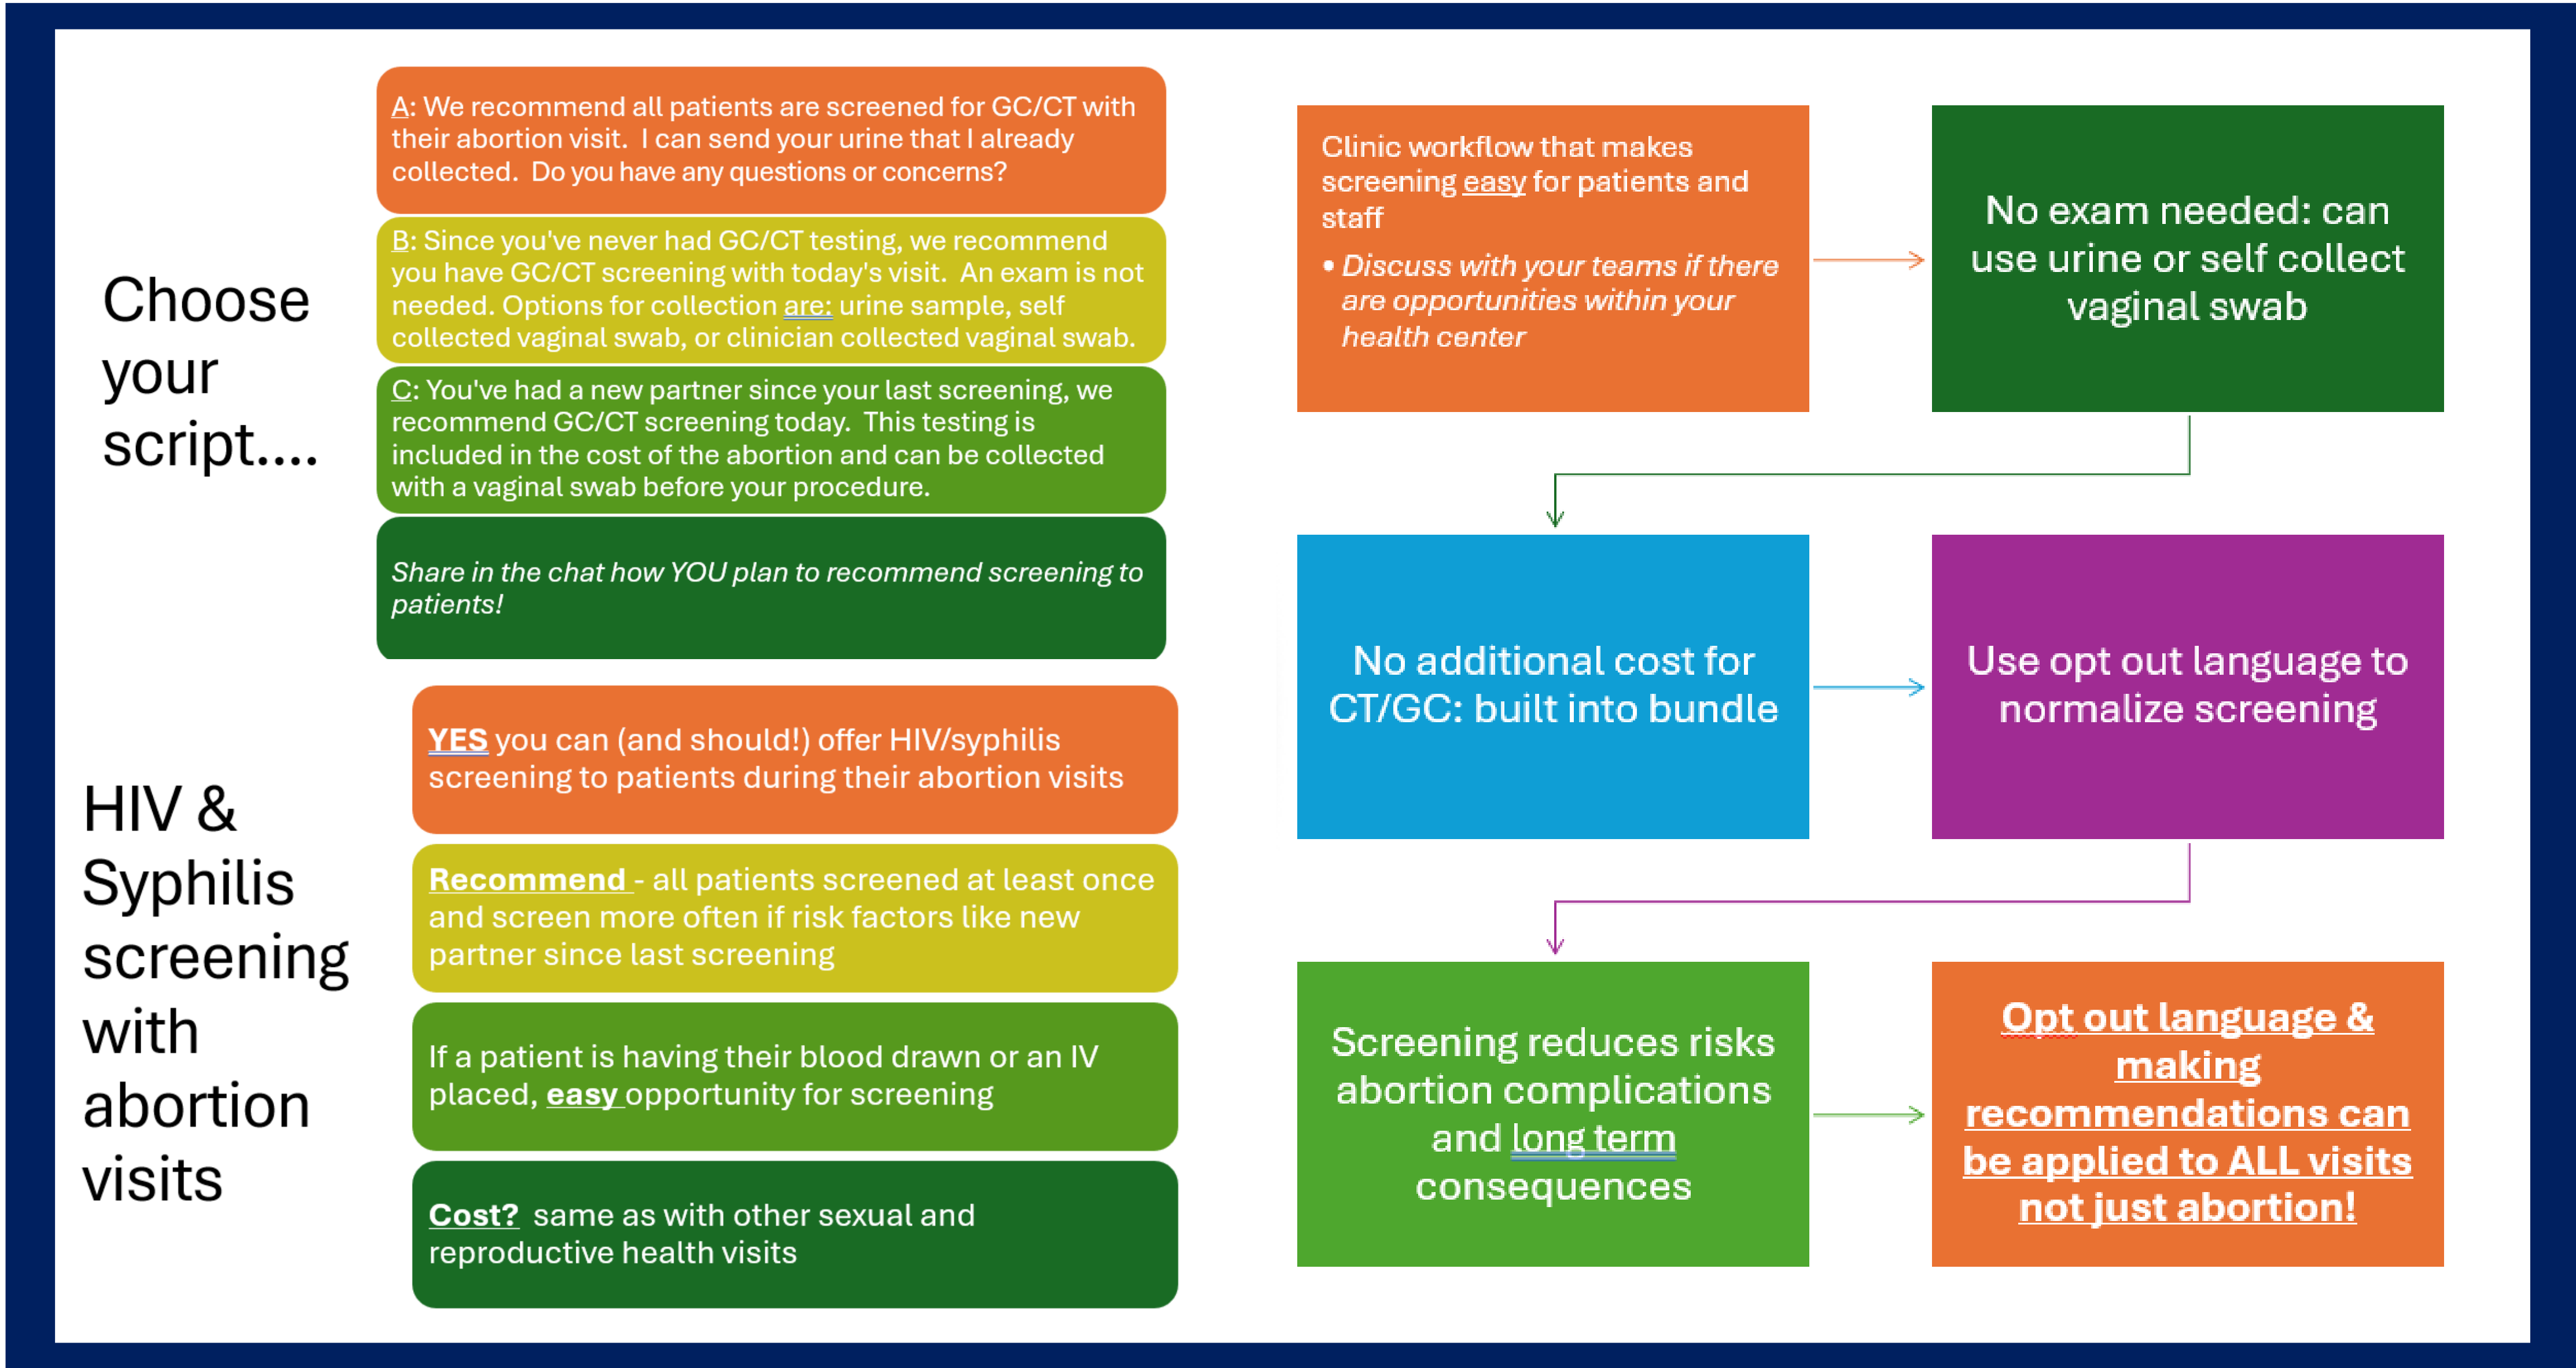 Choose
your
script....
A: We recommend all patients are screened for GC/CT with
their abortion visit.  I can send your urine that I already
collected.  Do you have any questions or concerns?
B: Since you've never had GC/CT testing, we recommend
you have GC/CT screening with today's visit.  An exam is not
needed. Options for collection are: urine sample, self
collected vaginal swab, or clinician collected vaginal swab.
C: You've had a new partner since your last screening, we
recommend GC/CT screening today.  This testing is
included in the cost of the abortion and can be collected
with a vaginal swab before your procedure.
Share in the chat how YOU plan to recommend screening to
patients!
HIV &
Syphilis
screening
with
abortion
visits
YES you can (and should!) offer HIV/syphilis
screening to patients during their abortion visits
Recommend - all patients screened at least once
and screen more often if risk factors like new
partner since last screening
If a patient is having their blood drawn or an IV
placed, easy opportunity for screening
Cost?  same as with other sexual and
reproductive health visits
Clinic workflow that makes
screening easy for patients and
staff
• Discuss with your teams if there
are opportunities within your
health center
No exam needed: can
use urine or self collect
vaginal swab
No additional cost for
CT/GC: built into bundle
Use opt out language to
normalize screening
Screening reduces risks
abortion complications
and long term
consequences
Opt out language &
making
recommendations can
be applied to ALL visits
not just abortion!